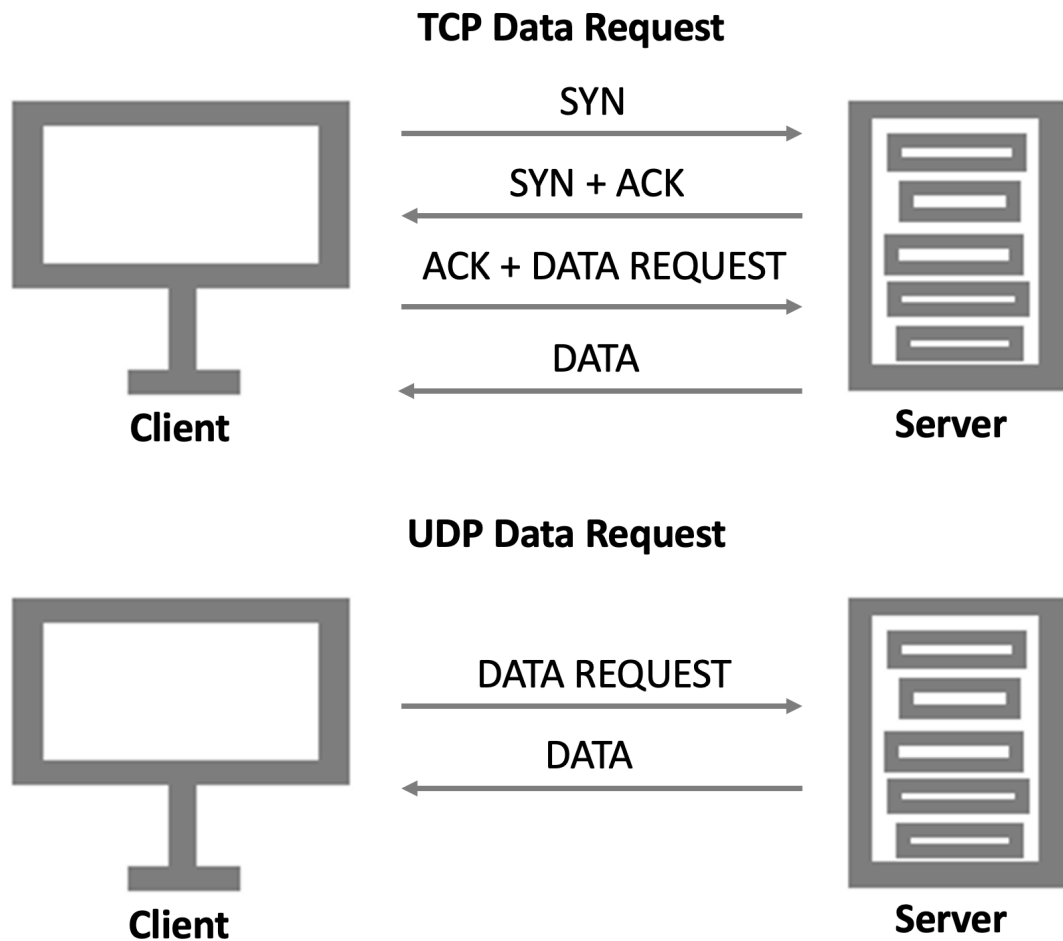 TCP Data Request
SYN
SYN + ACK
ACK + DATA REQUEST
DATA
Client
Server
UDP Data Request
DATA REQUEST
DATA
Client
Server